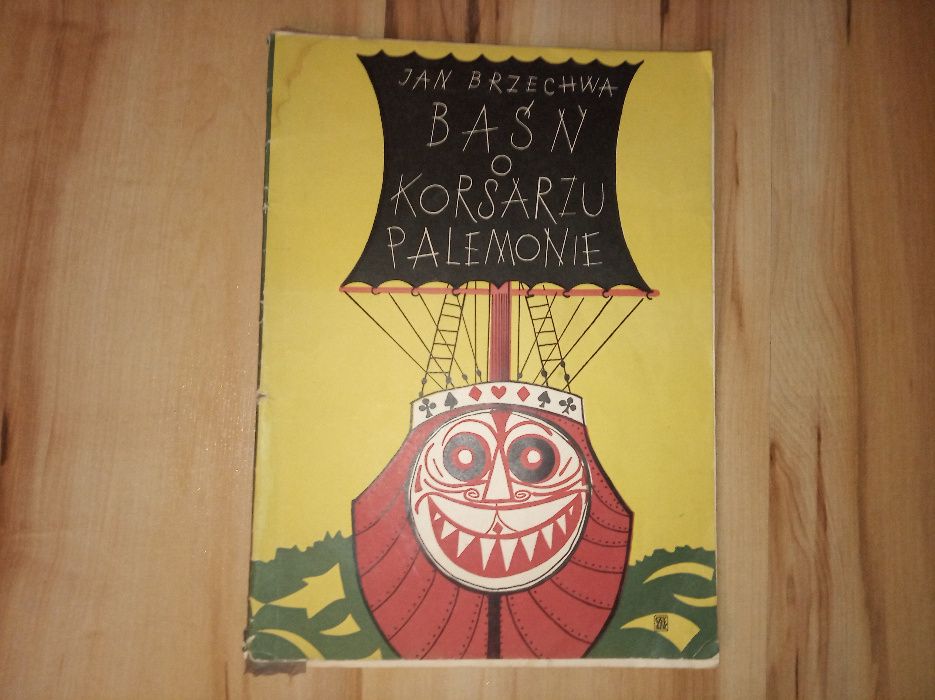 JAN BRZECHWA
BAŚŃ
O
KORSARZU
PALEMONIE